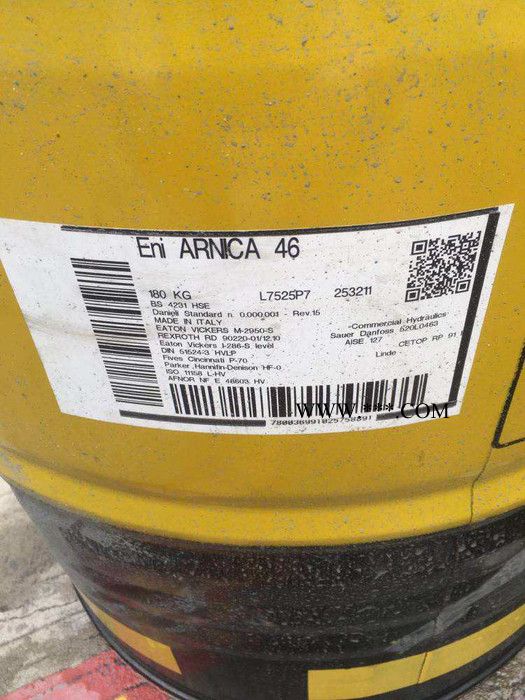 Eni ARNICA 46
180 KG L7525P7 253211
BS 4231 HSE
Danieli Standard n. 0.000.001 - Rev.15
MADE IN ITALY
EATON VICKERS M-2950-S
REXROTH RD 90220-01/12.10
Eaton Vickers I-286-S level
DIN 51524-3 HVLP
Fives Cincinnati P-70
Parker Hannifin-Denison HF-0
ISO 11158 L-HV
AFNOR NF E 48603 HV
-Commercial-Hydraulics
Sauer Danfoss 520L0463
AISE 127 CETOP RP 91
Linde
WWW.***.COM